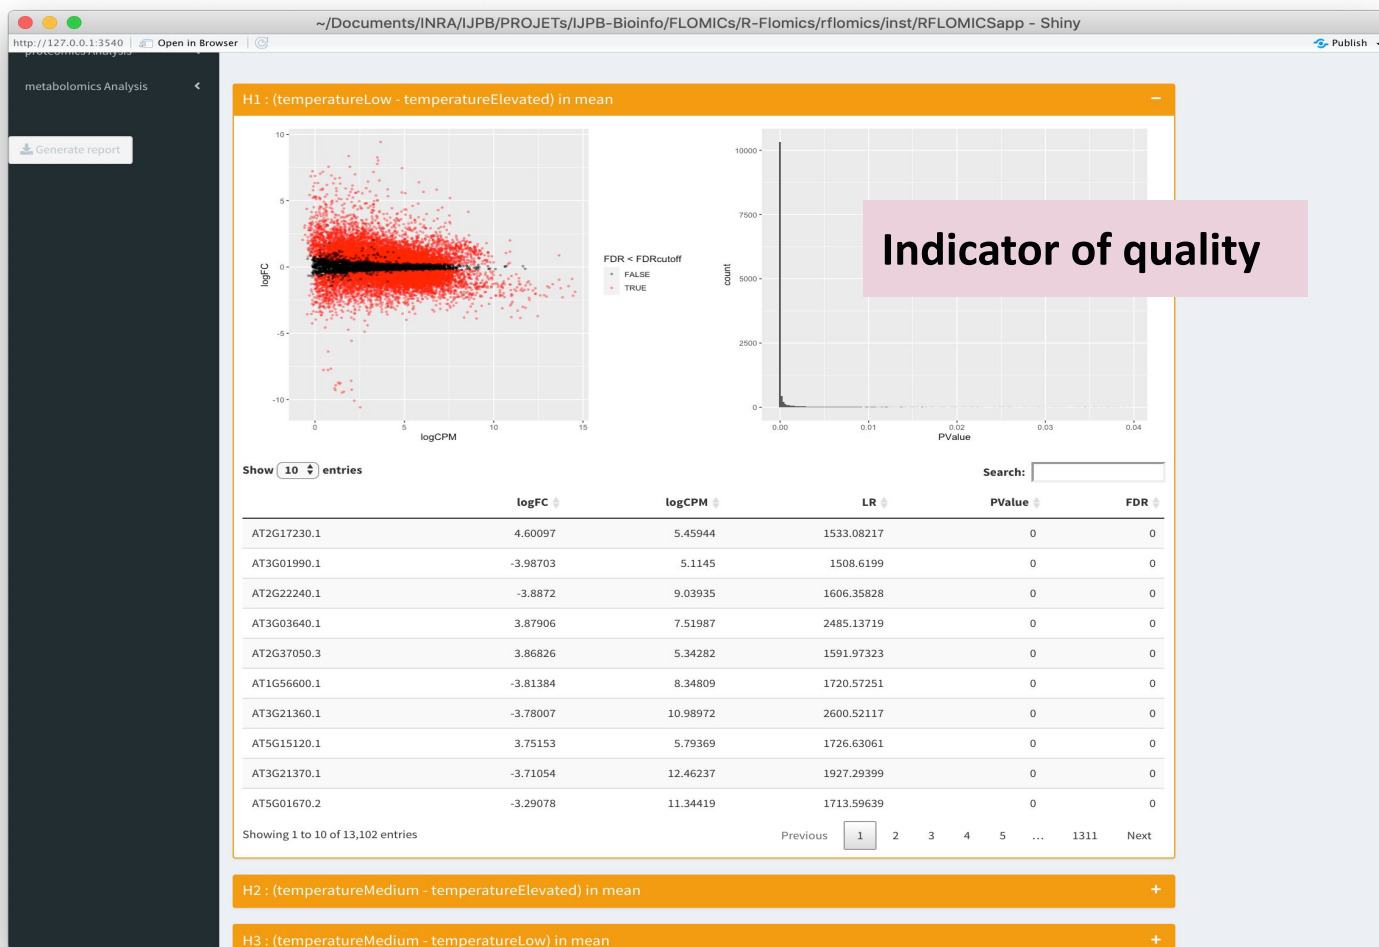 ~/Documents/INRA/IJPB/PROJETs/IJPB-Bioinfo/FLOMICs/R-Flomics/rflomics/inst/RFLOMICSapp - Shiny
http://127.0.0.1:3540 Open in Browser Publish
proteomics Analysis
metabolomics Analysis
Generate report
H1 : (temperatureLow - temperatureElevated) in mean
10
5
0
-5
-10
logFC
0 5 10 15
logCPM
FDR < FDRcutoff
FALSE
TRUE
10000
7500
5000
2500
0
count
0.00 0.01 0.02 0.03 0.04
PValue
Indicator of quality
Show 10 entries
Search:
logFC logCPM LR PValue FDR
AT2G17230.1 4.60097 5.45944 1533.08217 0 0
AT3G01990.1 -3.98703 5.1145 1508.6199 0 0
AT2G22240.1 -3.8872 9.03935 1606.35828 0 0
AT3G03640.1 3.87906 7.51987 2485.13719 0 0
AT2G37050.3 3.86826 5.34282 1591.97323 0 0
AT1G56600.1 -3.81384 8.34809 1720.57251 0 0
AT3G21360.1 -3.78007 10.98972 2600.52117 0 0
AT5G15120.1 3.75153 5.79369 1726.63061 0 0
AT3G21370.1 -3.71054 12.46237 1927.29399 0 0
AT5G01670.2 -3.29078 11.34419 1713.59639 0 0
Showing 1 to 10 of 13,102 entries
Previous 1 2 3 4 5 ... 1311 Next
H2 : (temperatureMedium - temperatureElevated) in mean
H3 : (temperatureMedium - temperatureLow) in mean